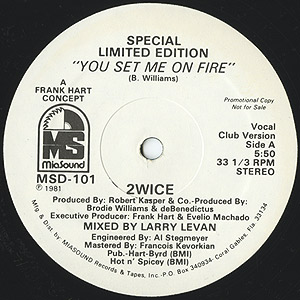 SPECIAL
LIMITED EDITION
"YOU SET ME ON FIRE"
(B. Williams)
A
FRANK HART
CONCEPT
Promotional Copy
Not for Sale
MS
MIASOUND
MSD-101
℗ 1981
Vocal
Club Version
Side A
5:50
33 1/3 RPM
STEREO
2WICE
Produced By: Robert Kasper & Co.-Produced By:
Brodie Williams & deBenedictus
Executive Producer: Frank Hart & Evelio Machado
MIXED BY LARRY LEVAN
Engineered By: Al Stegmeyer
Mastered By: Francois Kevorkian
Pub.-Hart-Byrd (BMI)
Hot n' Spicey (BMI)
Mfg. & Dist. by MIASOUND Records & Tapes, Inc. -P.O. Box 340934- Coral Gables, Fla. 33134